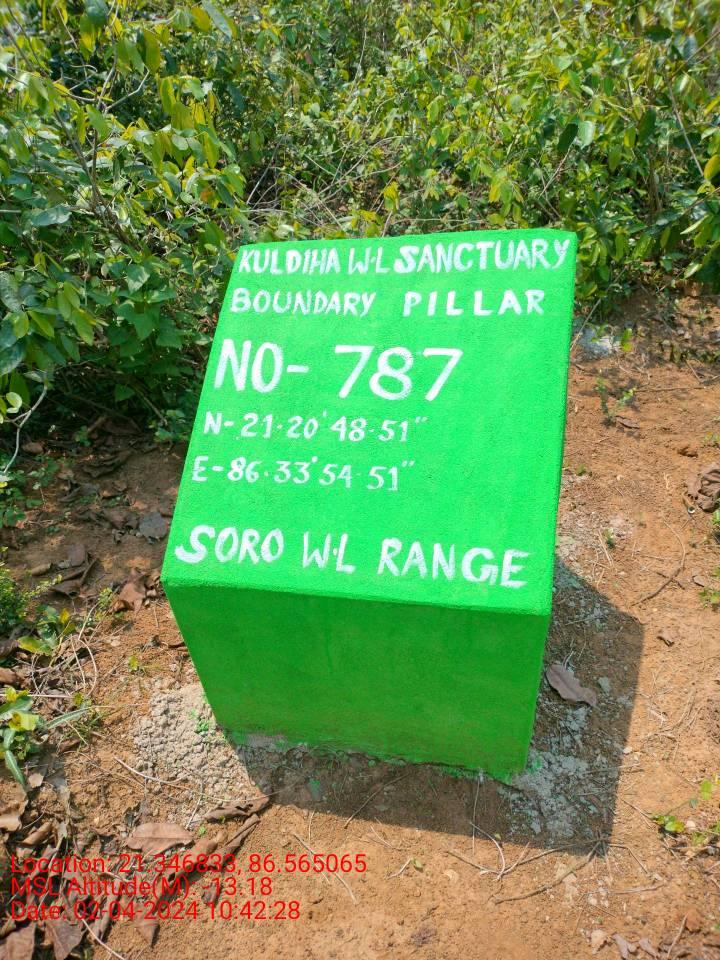 KULDIHA W.L SANCTUARY
BOUNDARY PILLAR
NO- 787
N- 21.20'48.51"
E-86.33'54.51"
SORO W.L RANGE
Location: 21.346833, 86.565065
MSL Altitude(M): -13.18
Date: 02-04-2024 10:42:28